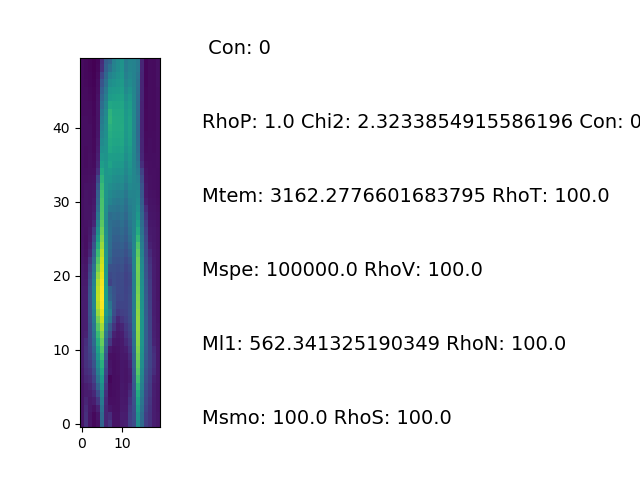 Con: 0
RhoP: 1.0 Chi2: 2.3233854915586196 Con: 0
Mtem: 3162.2776601683795 RhoT: 100.0
Mspe: 100000.0 RhoV: 100.0
Ml1: 562.341325190349 RhoN: 100.0
Msmo: 100.0 RhoS: 100.0
40
30
20
10
0
0 10